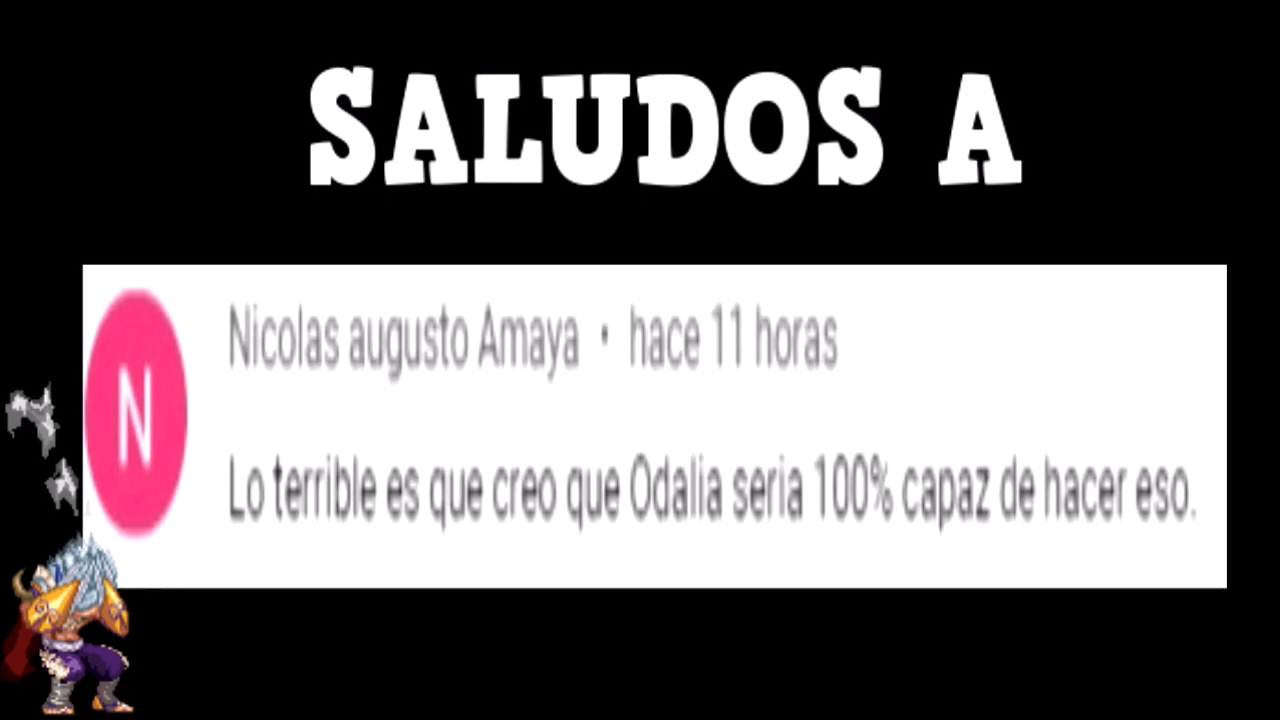 SALUDOS A
N
Nicolas augusto Amaya · hace 11 horas
Lo terrible es que creo que Odalia seria 100% capaz de hacer eso.